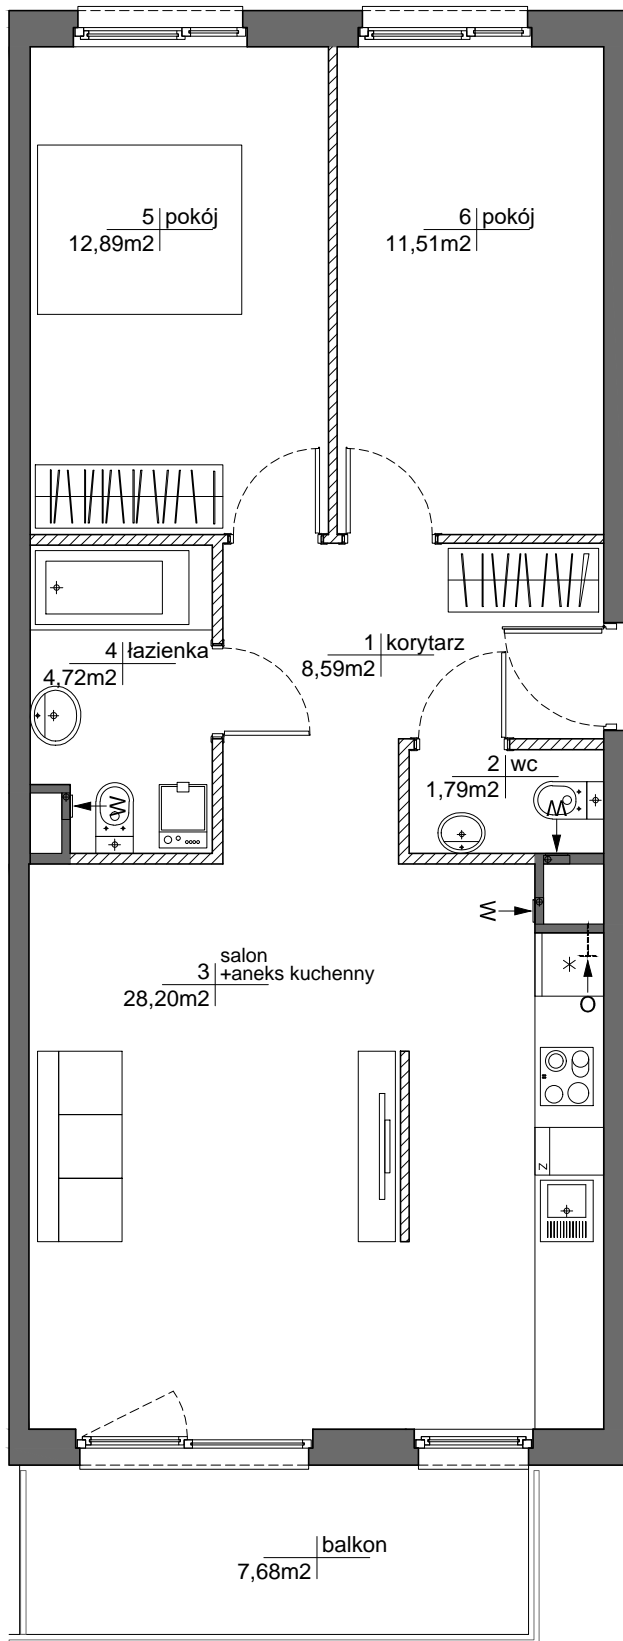 5 pokój
12,89m2
6 pokój
11,51m2
1 korytarz
8,59m2
4 łazienka
4,72m2
2 wc
1,79m2
W
W
W
3 salon
+aneks kuchenny
28,20m2
O
Z
balkon
7,68m2